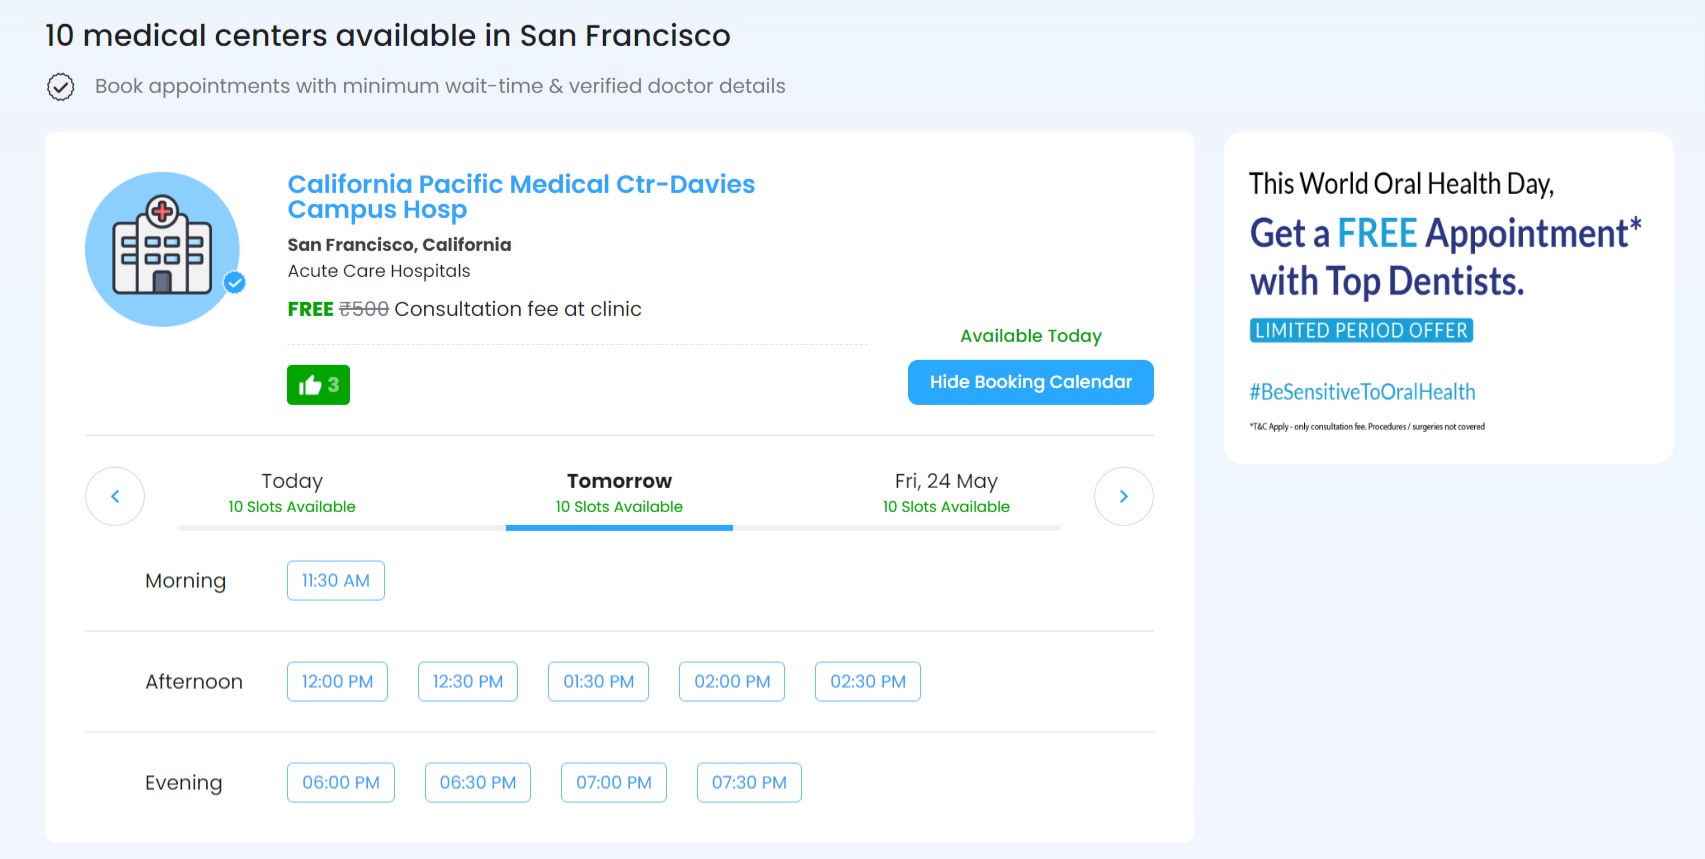 10 medical centers available in San Francisco
Book appointments with minimum wait-time & verified doctor details
California Pacific Medical Ctr-Davies
Campus Hosp
San Francisco, California
Acute Care Hospitals
FREE ₹500 Consultation fee at clinic
3
Available Today
Hide Booking Calendar
Today
10 Slots Available
Tomorrow
10 Slots Available
Fri, 24 May
10 Slots Available
Morning
11:30 AM
Afternoon
12:00 PM
12:30 PM
01:30 PM
02:00 PM
02:30 PM
Evening
06:00 PM
06:30 PM
07:00 PM
07:30 PM
This World Oral Health Day,
Get a FREE Appointment*
with Top Dentists.
LIMITED PERIOD OFFER
#BeSensitiveToOralHealth
*T&C Apply - only consultation fee. Procedures / surgeries not covered